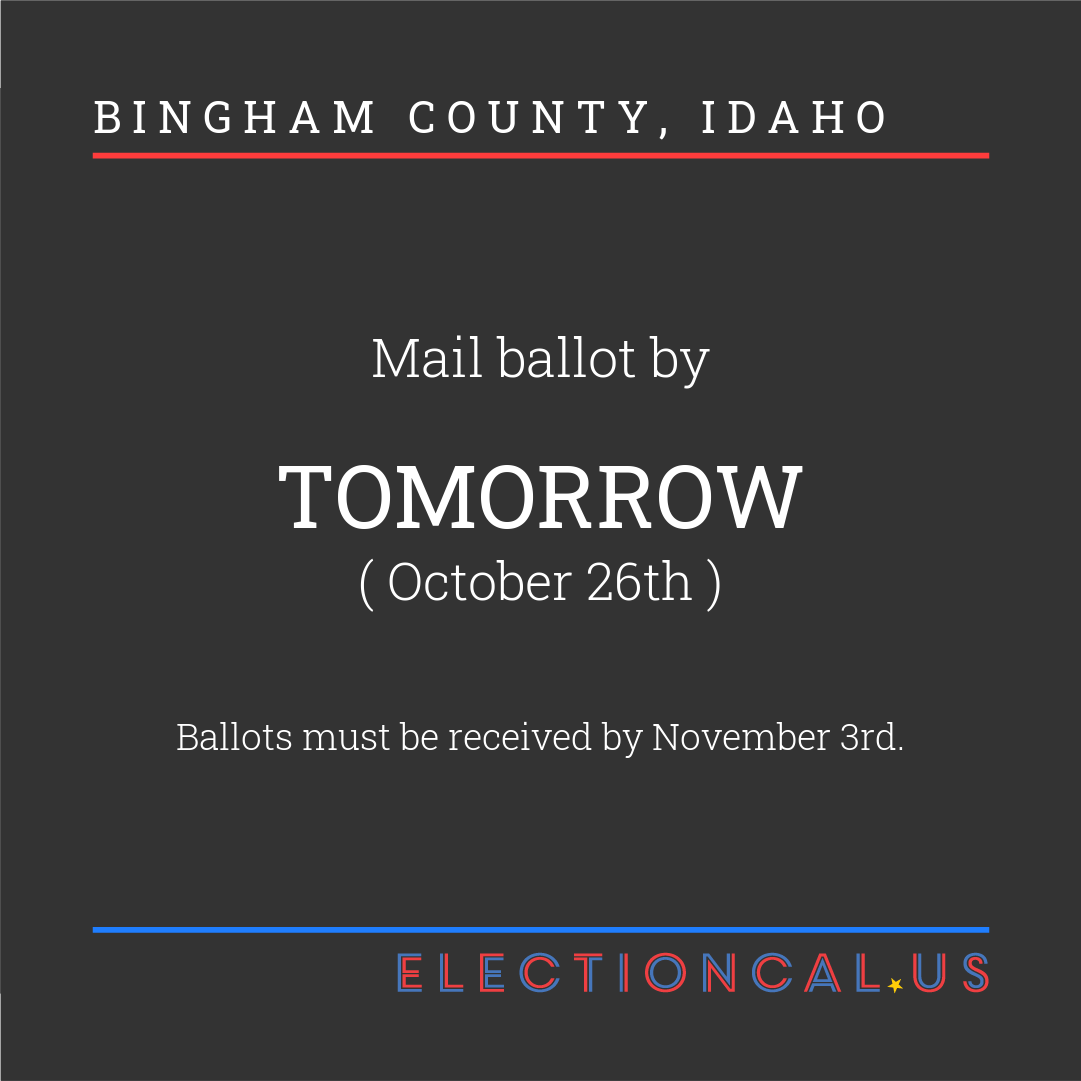 BINGHAM COUNTY, IDAHO
Mail ballot by
TOMORROW
( October 26th )
Ballots must be received by November 3rd.
ELECTIONCAL.US